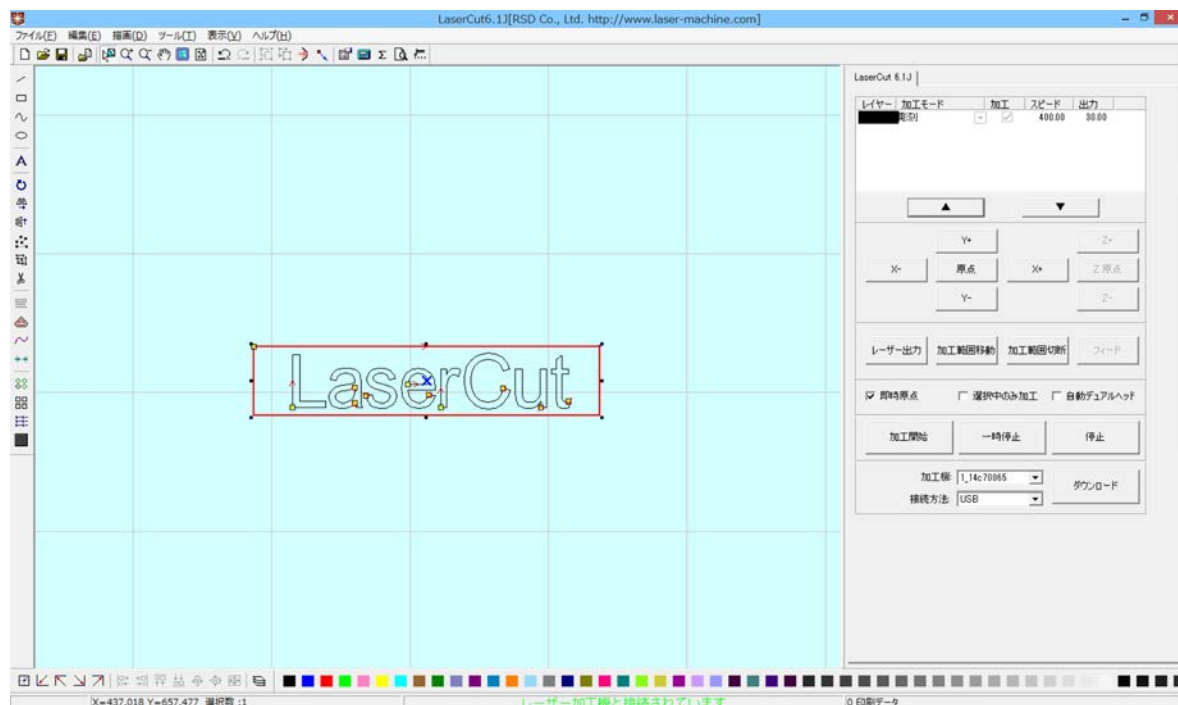 LaserCut6.1J[RSD Co., Ltd. http://www.laser-machine.com]
ファイル(F) 編集(E) 描画(D) ツール(T) 表示(V) ヘルプ(H)
LaserCut 6.1J
レイヤー 加工モード 加工 スピード 出力
彫刻 400.00 30.00
▲ ▼
Y+ Z+
X- 原点 X+ Z 原点
Y- Z-
LaserCut
レーザー出力 加工範囲移動 加工範囲切断 フィード
即時原点 選択中のみ加工 自動デュアルヘッド
加工開始 一時停止 停止
加工機: 1_14c70065 ダウンロード
接続方法: USB
X=437.018 Y=657.477 選択数 :1 レーザー加工機と接続されています 0 印刷データ